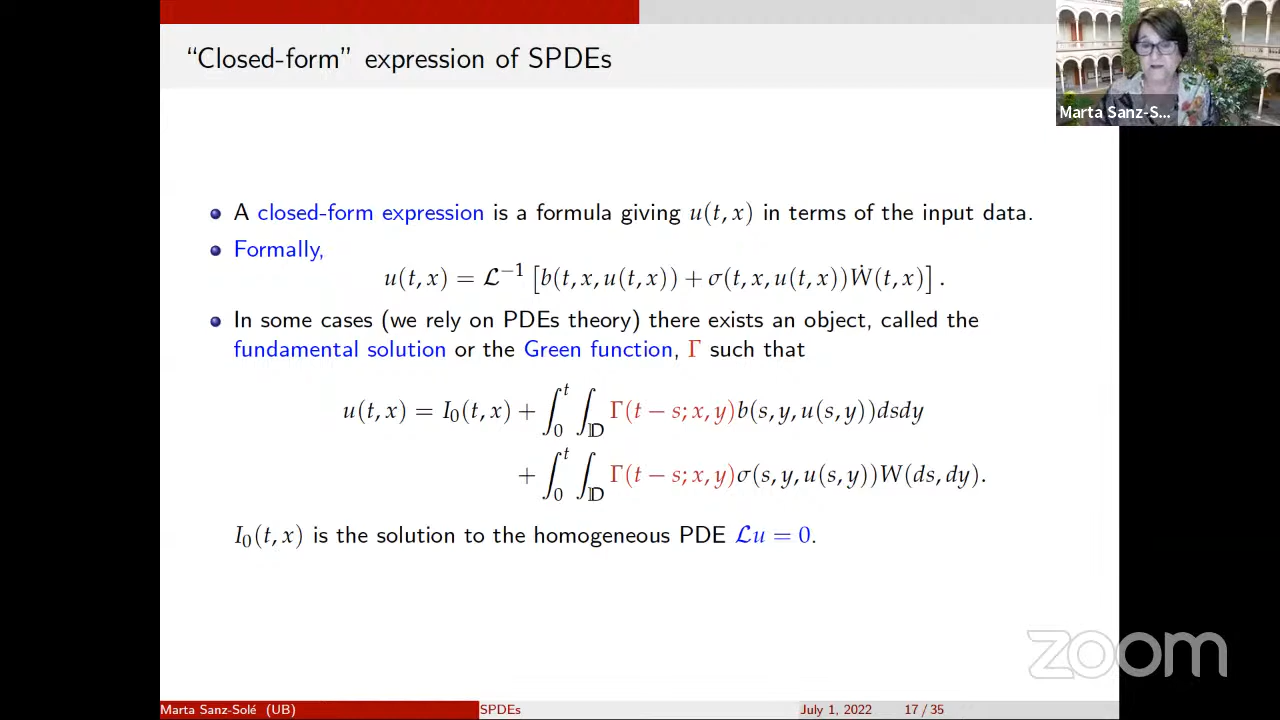 “Closed-form” expression of SPDEs
Marta Sanz-S...
A closed-form expression is a formula giving u(t, x) in terms of the input data.
Formally,
u(t, x) = ℒ⁻¹ [b(t, x, u(t, x)) + σ(t, x, u(t, x))Ẇ(t, x)] .
In some cases (we rely on PDEs theory) there exists an object, called the
fundamental solution or the Green function, Γ such that
u(t, x) = I₀(t, x) + ∫₀ᵗ ∫_𝔻 Γ(t − s; x, y)b(s, y, u(s, y))dsdy
+ ∫₀ᵗ ∫_𝔻 Γ(t − s; x, y)σ(s, y, u(s, y))W(ds, dy).
I₀(t, x) is the solution to the homogeneous PDE ℒu = 0.
zoom
Marta Sanz-Solé (UB) SPDEs July 1, 2022 17 / 35